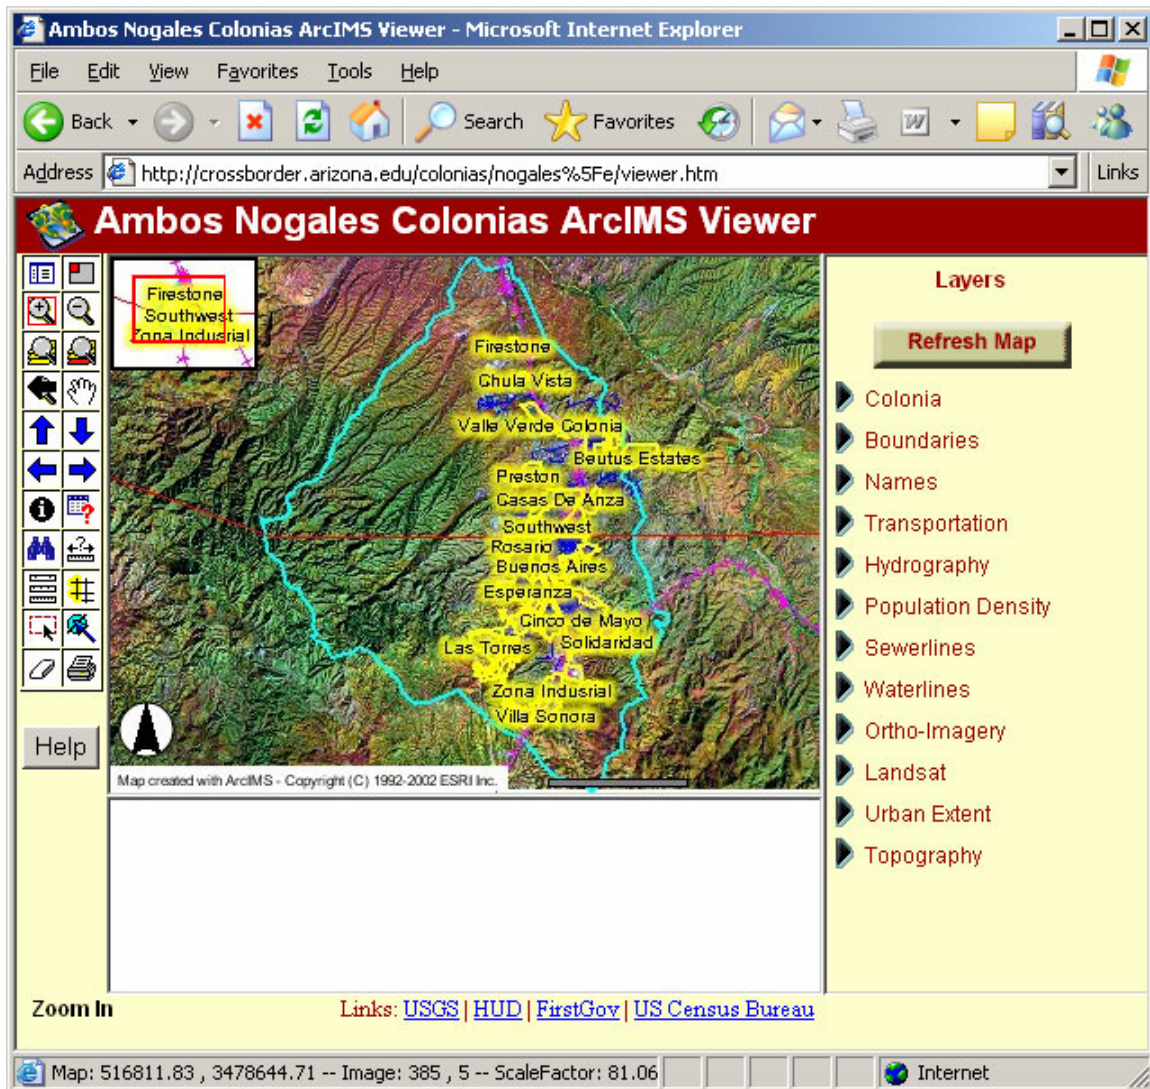 Ambos Nogales Colonias ArcIMS Viewer - Microsoft Internet Explorer
File Edit View Favorites Tools Help
Back Search Favorites
Address http://crossborder.arizona.edu/colonias/nogales%5Fe/viewer.htm Links
Ambos Nogales Colonias ArcIMS Viewer
Firestone
Southwest
Zona Indusrial
Firestone
Chula Vista
Valle Verde Colonia
Beutus Estates
Preston
Casas De Anza
Southwest
Rosario
Buenos Aires
Esperanza
Cinco de Mayo
Las Torres
Solidaridad
Zona Indusrial
Villa Sonora
Map created with ArcIMS - Copyright (C) 1992-2002 ESRI Inc.
Layers
Refresh Map
Colonia
Boundaries
Names
Transportation
Hydrography
Population Density
Sewerlines
Waterlines
Ortho-Imagery
Landsat
Urban Extent
Topography
Help
Zoom In
Links: USGS | HUD | FirstGov | US Census Bureau
Map: 516811.83 , 3478644.71 -- Image: 385 , 5 -- ScaleFactor: 81.06
Internet